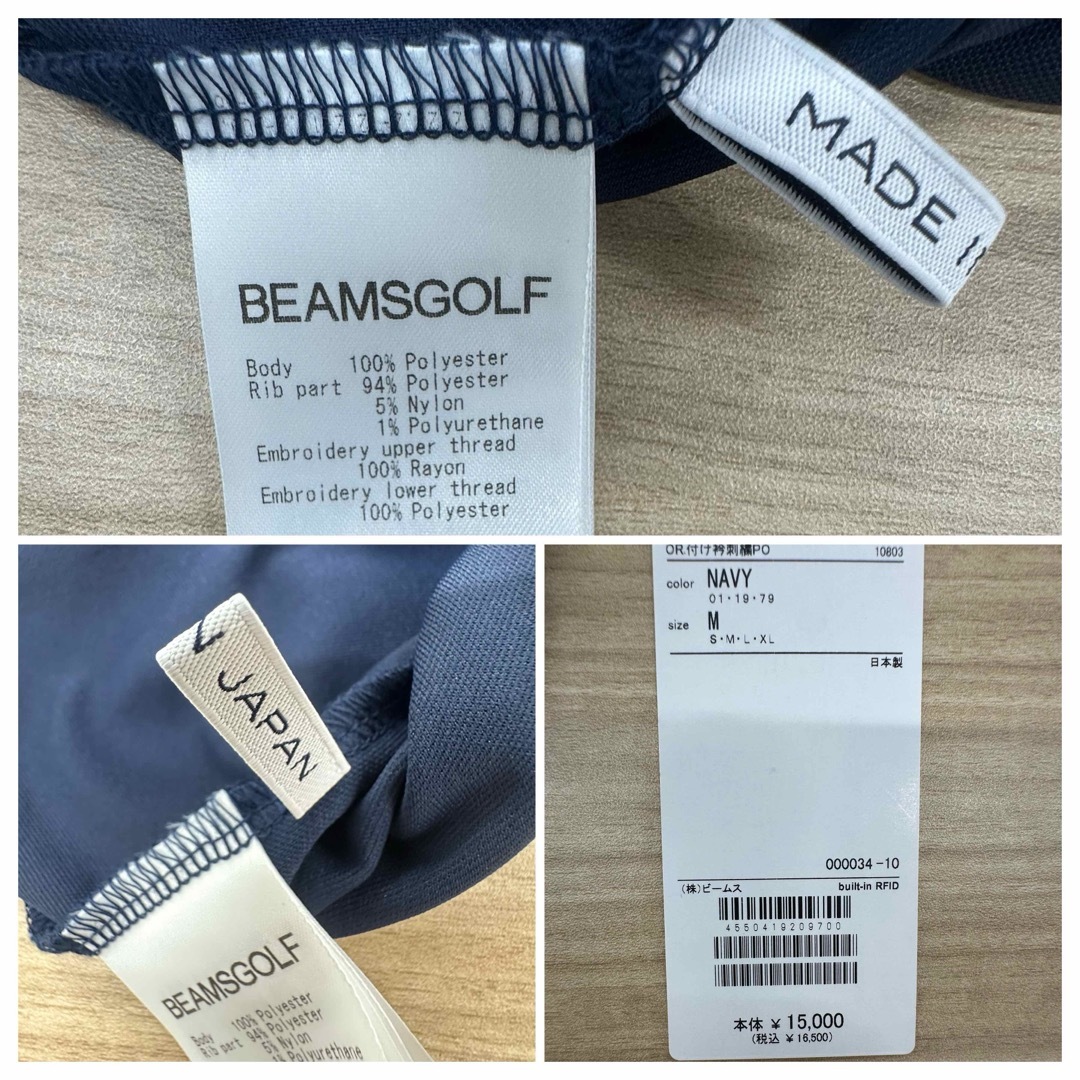 MADE
BEAMSGOLF
Body 100% Polyester
Rib part 94% Polyester
5% Nylon
1% Polyurethane
Embroidery upper thread
100% Rayon
Embroidery lower thread
100% Polyester
JAPAN
BEAMSGOLF
Body 100% Polyester
Rib part 94% Polyester
5% Nylon
1% Polyurethane
OR.付け衿刺繍PO 10803
color NAVY
01・19・79
size M
S・M・L・XL
日本製
000034-10
(株)ビームス built-in RFID
4550419209700
本体 ¥15,000
(税込 ¥16,500)